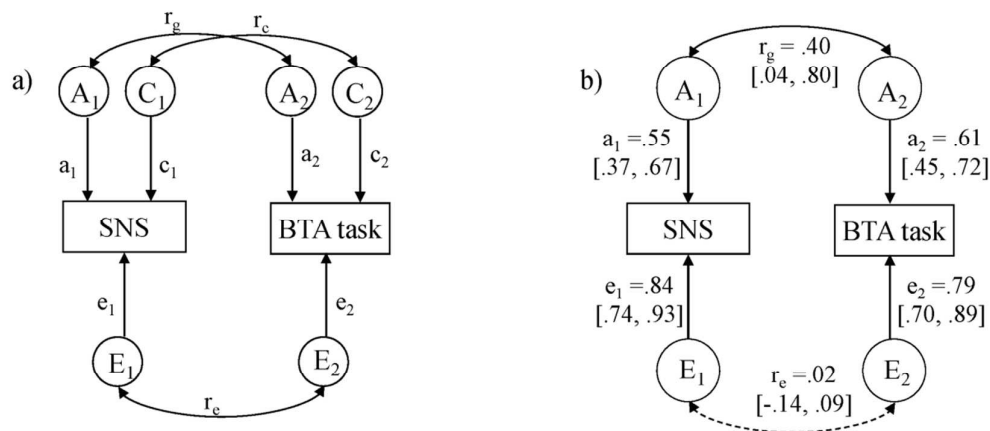 a)
r_g
r_c
A_1
C_1
A_2
C_2
a_1
c_1
a_2
c_2
SNS
BTA task
e_1
e_2
E_1
E_2
r_e
b)
r_g = .40
[.04, .80]
A_1
A_2
a_1 =.55
[.37, .67]
a_2 = .61
[.45, .72]
SNS
BTA task
e_1 =.84
[.74, .93]
e_2 =.79
[.70, .89]
E_1
E_2
r_e =.02
[-.14, .09]